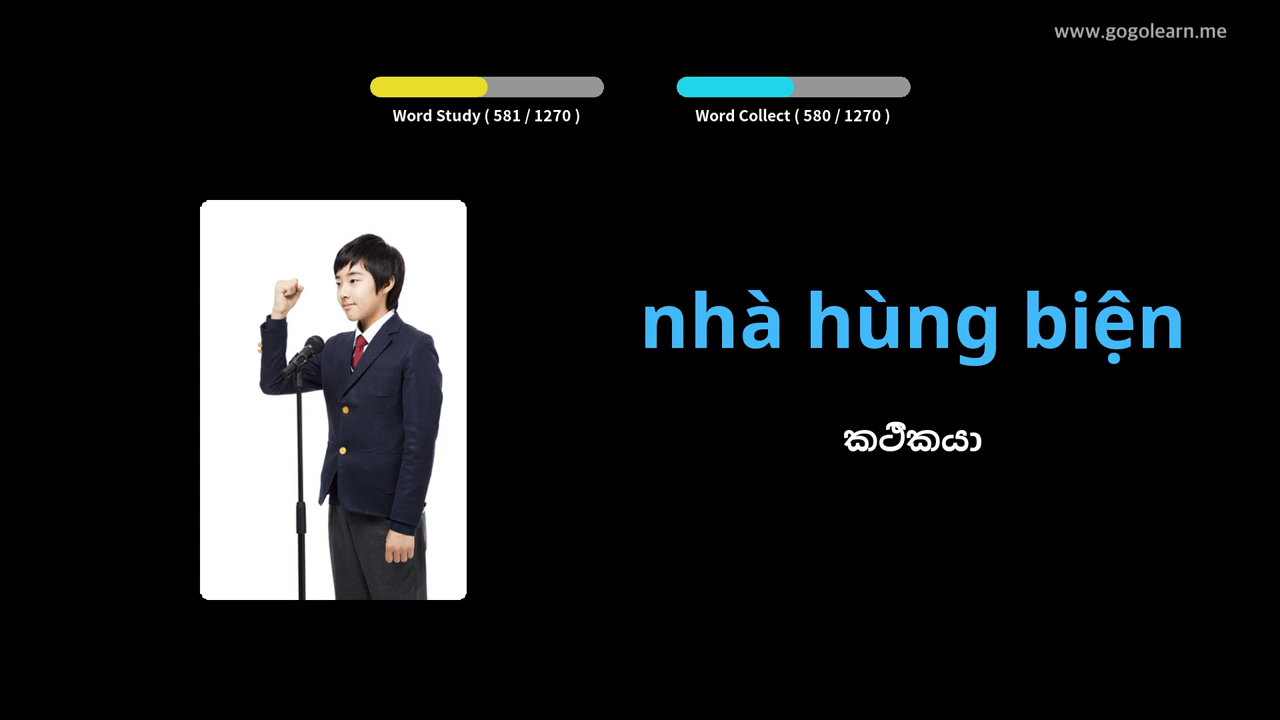 www.gogolearn.me
Word Study ( 581 / 1270 )
Word Collect ( 580 / 1270 )
nhà hùng biện
කථිකයා